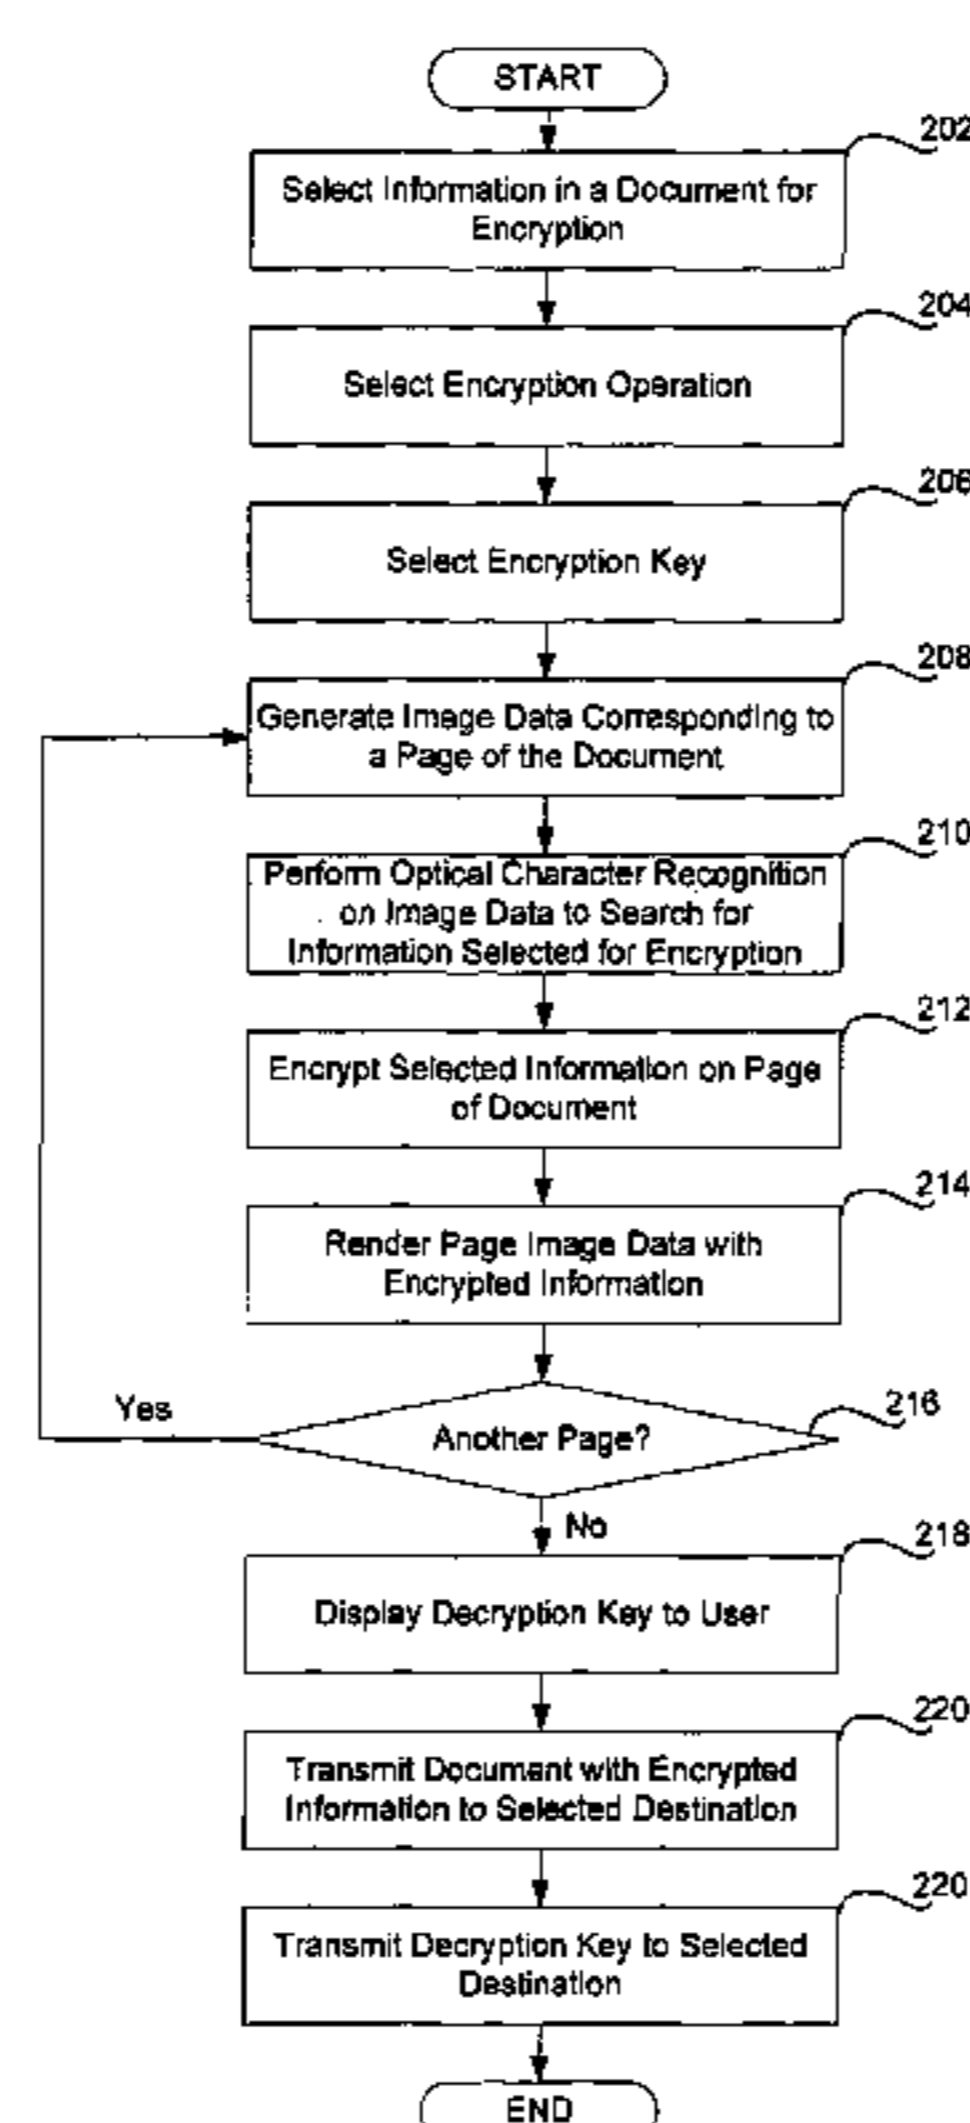 START
202
Select Information in a Document for
Encryption
204
Select Encryption Operation
206
Select Encryption Key
208
Generate Image Data Corresponding to
a Page of the Document
210
Perform Optical Character Recognition
on Image Data to Search for
Information Selected for Encryption
212
Encrypt Selected Information on Page
of Document
214
Render Page Image Data with
Encrypted Information
216
Another Page?
Yes
No
218
Display Decryption Key to User
220
Transmit Document with Encrypted
Information to Selected Destination
220
Transmit Decryption Key to Selected
Destination
END